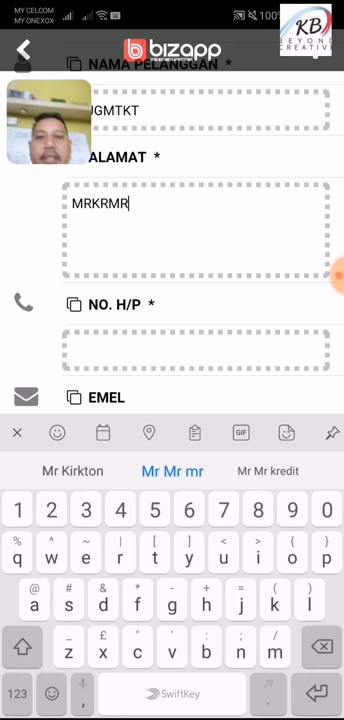 MY CELCOM
MY ONEXOX
100%
KB
BEYOND
CREATIVE
bizapp
NAMA PELANGGAN *
JGMTKT
ALAMAT *
MRKRMR
NO. H/P *
EMEL
GIF
Mr Kirkton
Mr Mr mr
Mr Mr kredit
1 2 3 4 5 6 7 8 9 0
% ^ ~ | [ ] < > { }
q w e r t y u i o p
@ # & * - + = ( )
a s d f g h j k l
_ £ " ' : ; /
z x c v b n m
123
,
SwiftKey
.